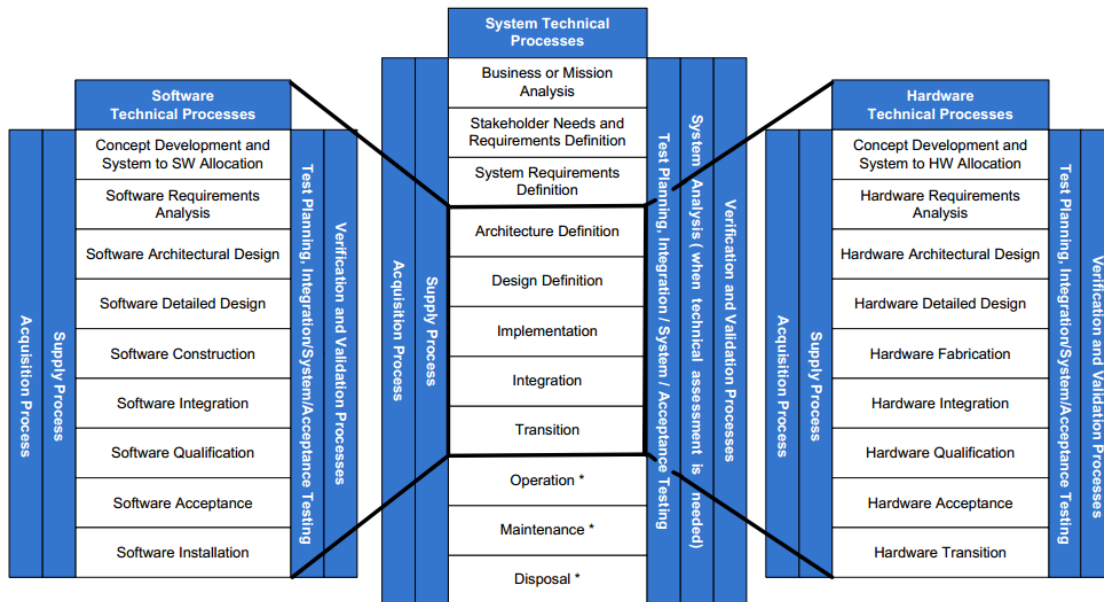 System Technical
Processes
Business or Mission
Analysis
Stakeholder Needs and
Requirements Definition
System Requirements
Definition
Architecture Definition
Design Definition
Implementation
Integration
Transition
Operation *
Maintenance *
Disposal *
Acquisition Process
Supply Process
Test Planning, Integration / System / Acceptance Testing
System Analysis ( when technical assessment is needed)
Verification and Validation Processes
Software
Technical Processes
Concept Development and
System to SW Allocation
Software Requirements
Analysis
Software Architectural Design
Software Detailed Design
Software Construction
Software Integration
Software Qualification
Software Acceptance
Software Installation
Acquisition Process
Supply Process
Test Planning, Integration/System/Acceptance Testing
Verification and Validation Processes
Hardware
Technical Processes
Concept Development and
System to HW Allocation
Hardware Requirements
Analysis
Hardware Architectural Design
Hardware Detailed Design
Hardware Fabrication
Hardware Integration
Hardware Qualification
Hardware Acceptance
Hardware Transition
Acquisition Process
Supply Process
Test Planning, Integration/System/Acceptance Testing
Verification and Validation Processes